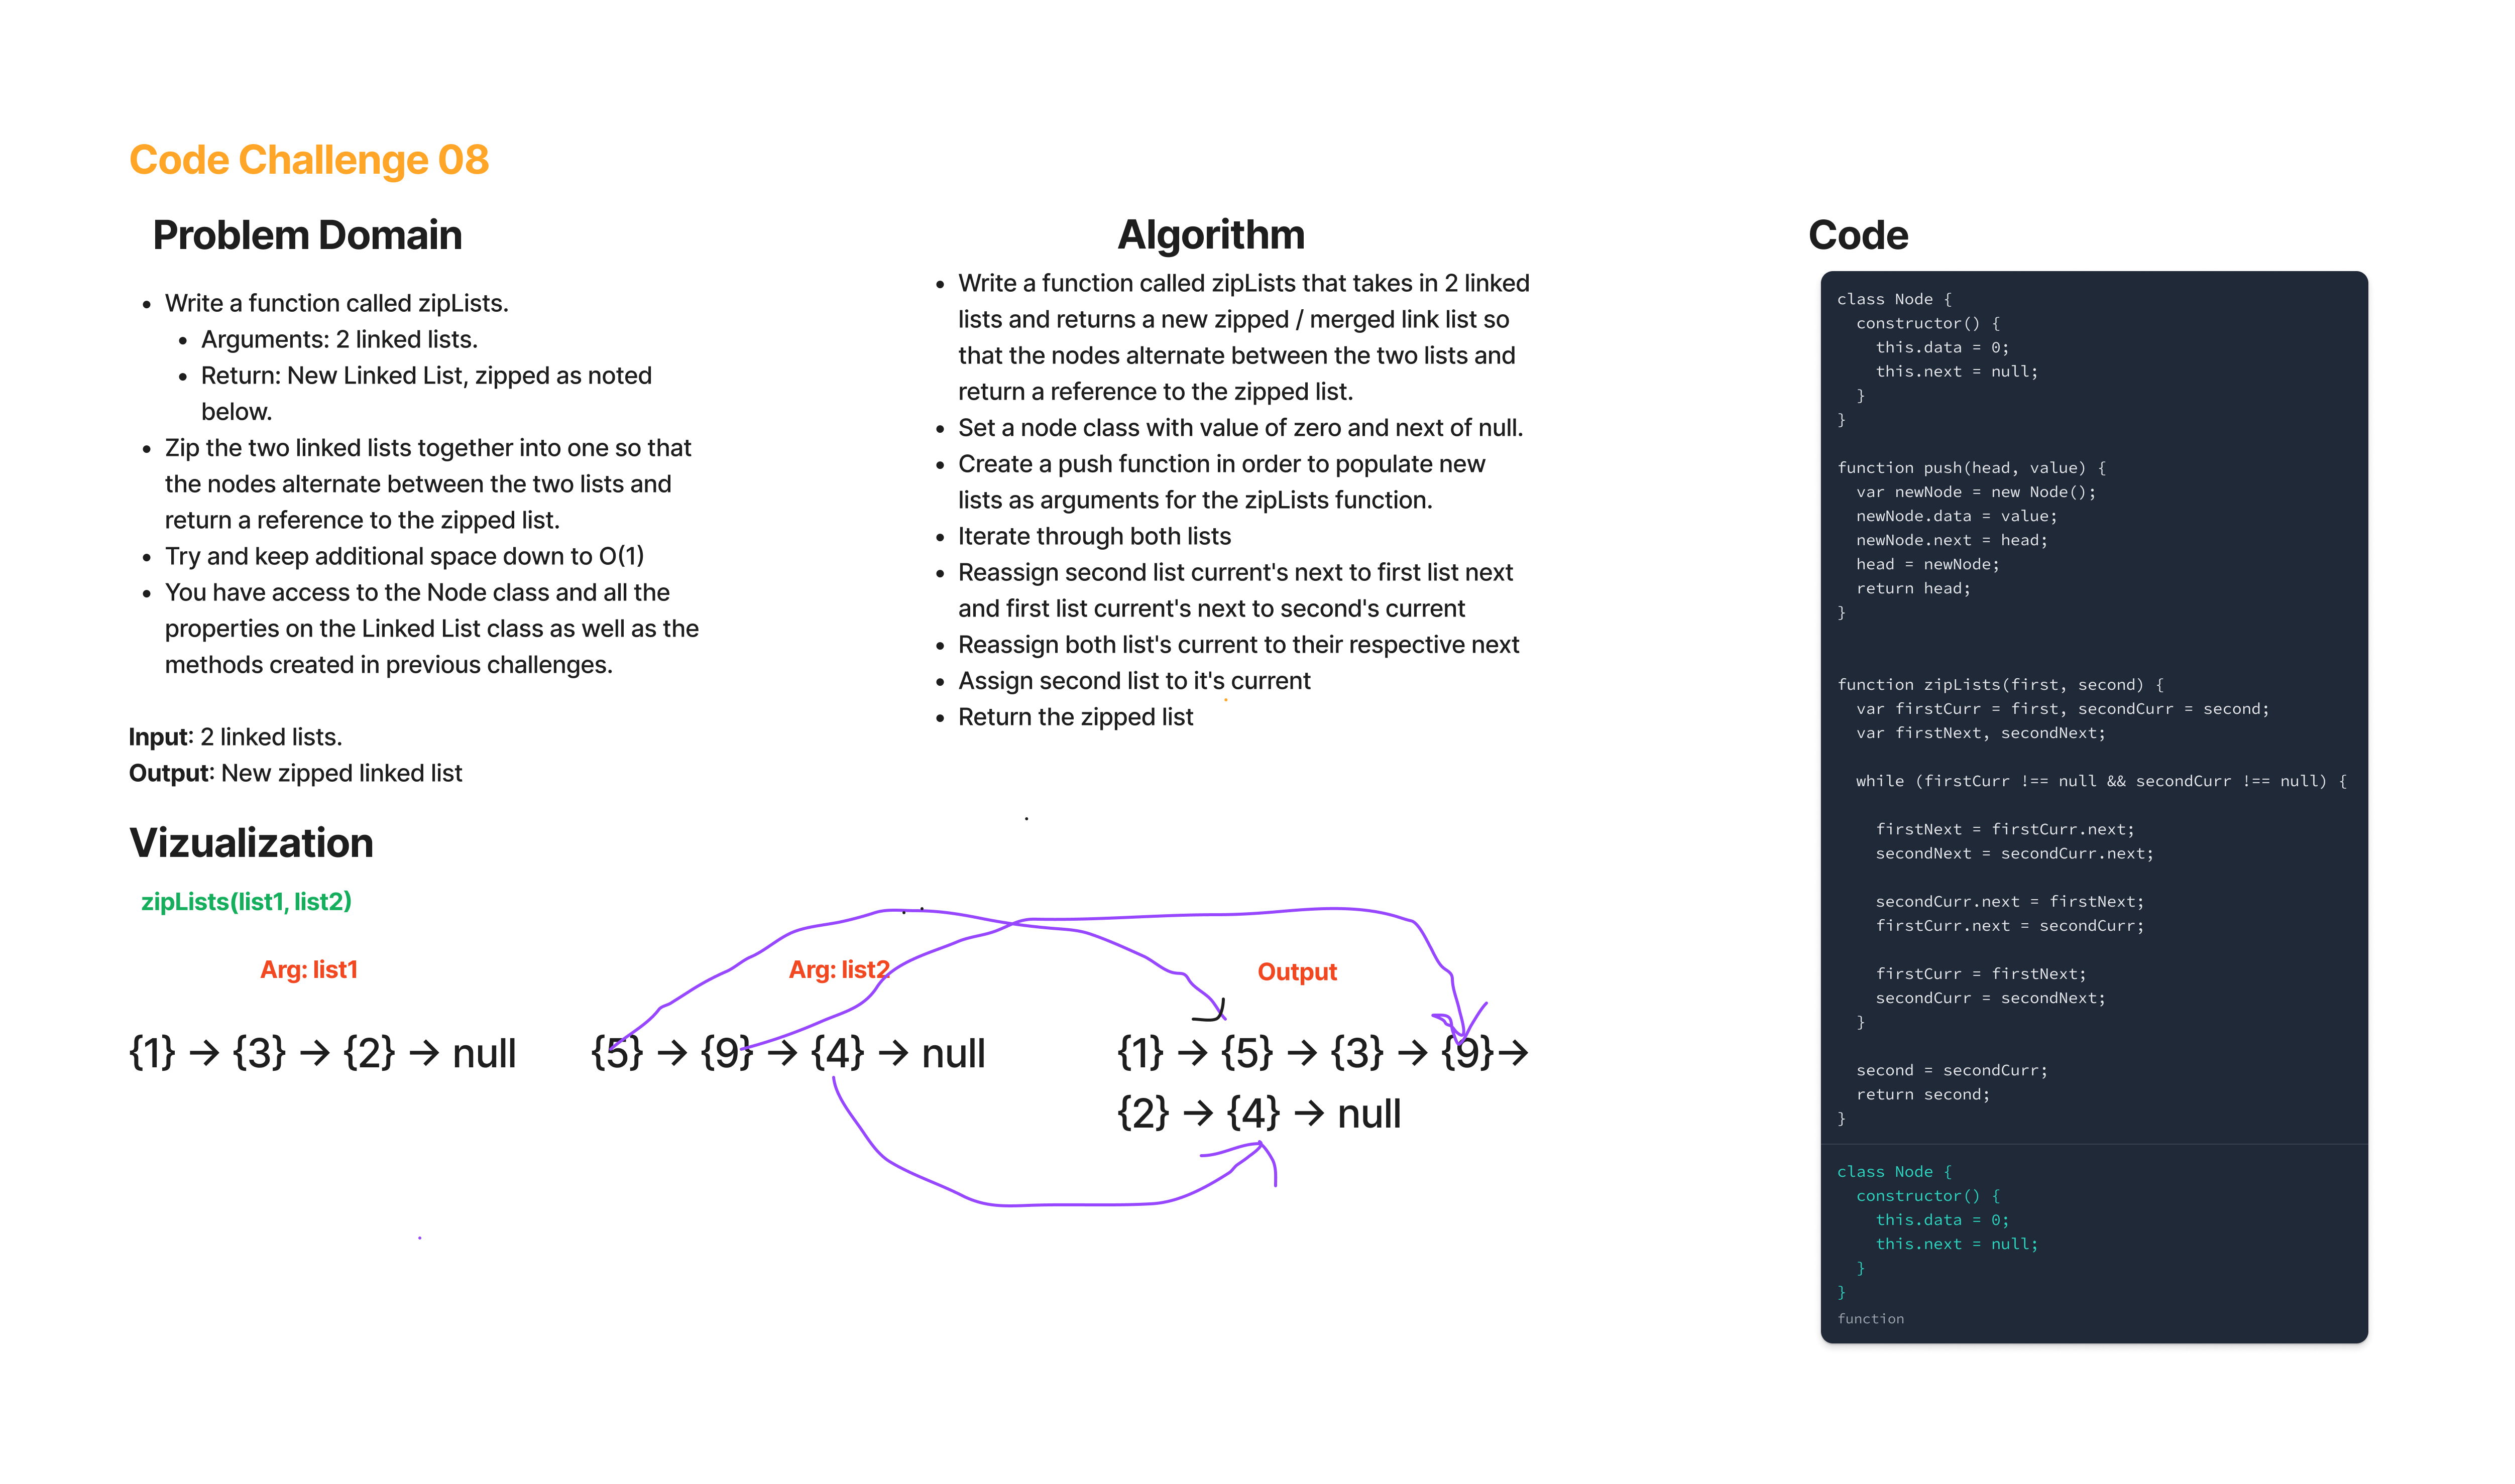 Code Challenge 08
Problem Domain
• Write a function called zipLists.
• Arguments: 2 linked lists.
• Return: New Linked List, zipped as noted
below.
• Zip the two linked lists together into one so that
the nodes alternate between the two lists and
return a reference to the zipped list.
• Try and keep additional space down to O(1)
• You have access to the Node class and all the
properties on the Linked List class as well as the
methods created in previous challenges.
Input: 2 linked lists.
Output: New zipped linked list
Algorithm
• Write a function called zipLists that takes in 2 linked
lists and returns a new zipped / merged link list so
that the nodes alternate between the two lists and
return a reference to the zipped list.
• Set a node class with value of zero and next of null.
• Create a push function in order to populate new
lists as arguments for the zipLists function.
• Iterate through both lists
• Reassign second list current's next to first list next
and first list current's next to second's current
• Reassign both list's current to their respective next
• Assign second list to it's current
• Return the zipped list
Vizualization
zipLists(list1, list2)
Arg: list1
{1} → {3} → {2} → null
Arg: list2
{5} → {9} → {4} → null
Output
{1} → {5} → {3} → {9}→
{2} → {4} → null
Code
class Node {
  constructor() {
    this.data = 0;
    this.next = null;
  }
}
function push(head, value) {
  var newNode = new Node();
  newNode.data = value;
  newNode.next = head;
  head = newNode;
  return head;
}
function zipLists(first, second) {
  var firstCurr = first, secondCurr = second;
  var firstNext, secondNext;
  while (firstCurr !== null && secondCurr !== null) {
    firstNext = firstCurr.next;
    secondNext = secondCurr.next;
    secondCurr.next = firstNext;
    firstCurr.next = secondCurr;
    firstCurr = firstNext;
    secondCurr = secondNext;
  }
  second = secondCurr;
  return second;
}
class Node {
  constructor() {
    this.data = 0;
    this.next = null;
  }
}
function